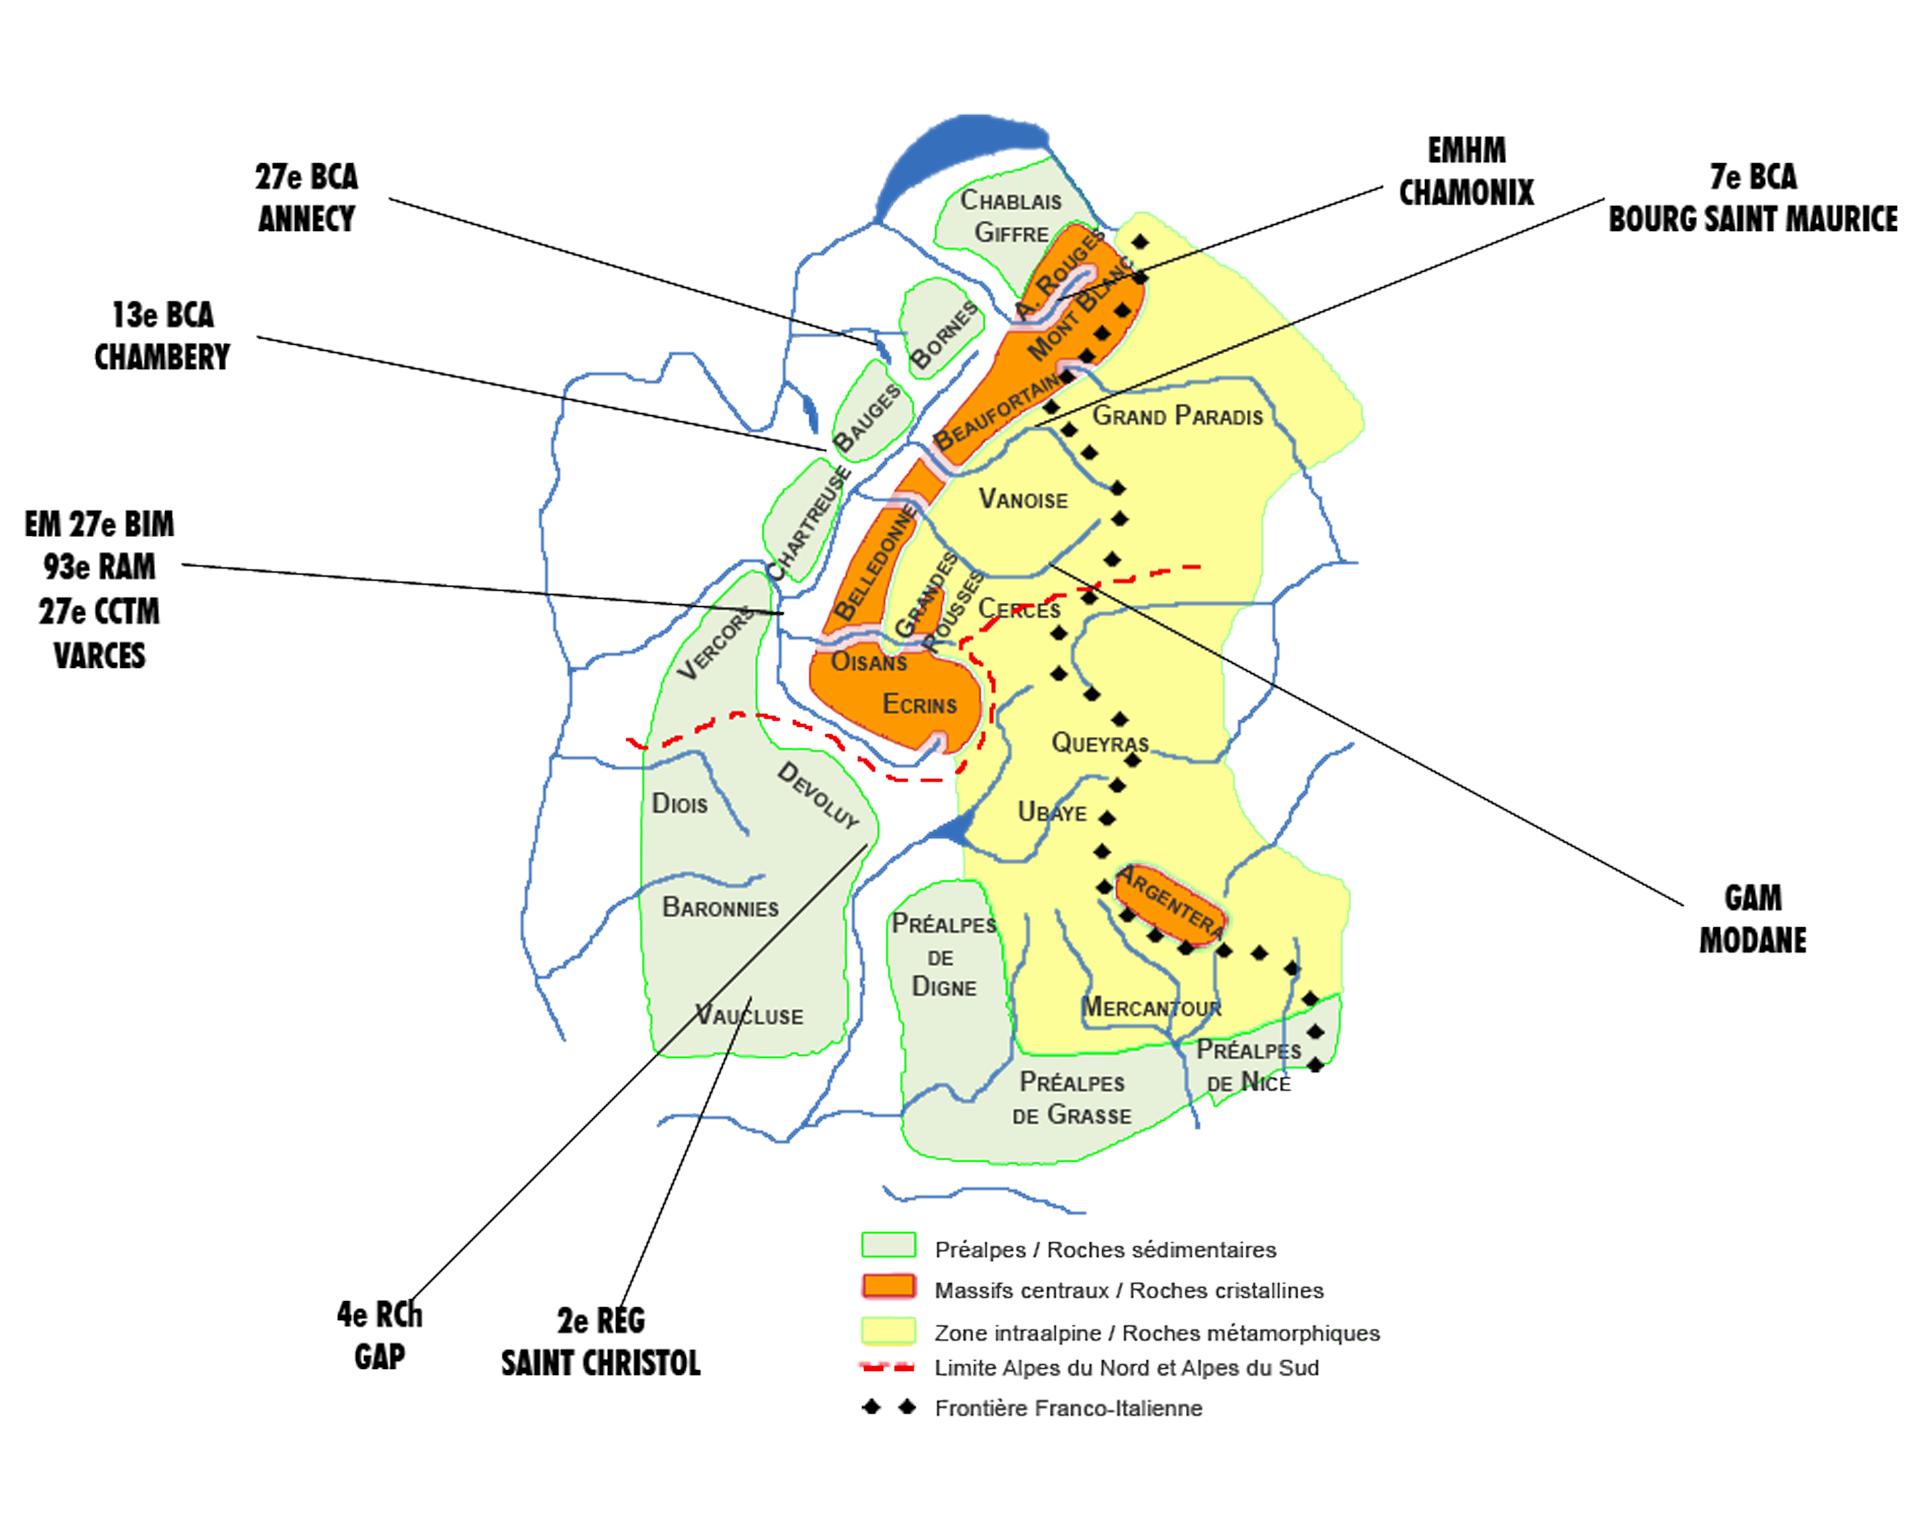 27e BCA
ANNECY
EMHM
CHAMONIX
7e BCA
BOURG SAINT MAURICE
13e BCA
CHAMBERY
EM 27e BIM
93e RAM
27e CCTM
VARCES
CHABLAIS
GIFFRE
A. ROUGES
MONT BLANC
BORNES
BEAUFORTAIN
BAUGES
GRAND PARADIS
CHARTREUSE
VANOISE
BELLEDONNE
GRANDES
ROUSSES
CERCES
VERCORS
OISANS
ECRINS
QUEYRAS
DIOIS
DEVOLUY
UBAYE
ARGENTERA
BARONNIES
PRÉALPES
DE
DIGNE
VAUCLUSE
MERCANTOUR
PRÉALPES
DE NICE
PRÉALPES
DE GRASSE
GAM
MODANE
4e RCh
GAP
2e REG
SAINT CHRISTOL
Préalpes / Roches sédimentaires
Massifs centraux / Roches cristallines
Zone intraalpine / Roches métamorphiques
Limite Alpes du Nord et Alpes du Sud
Frontière Franco-Italienne